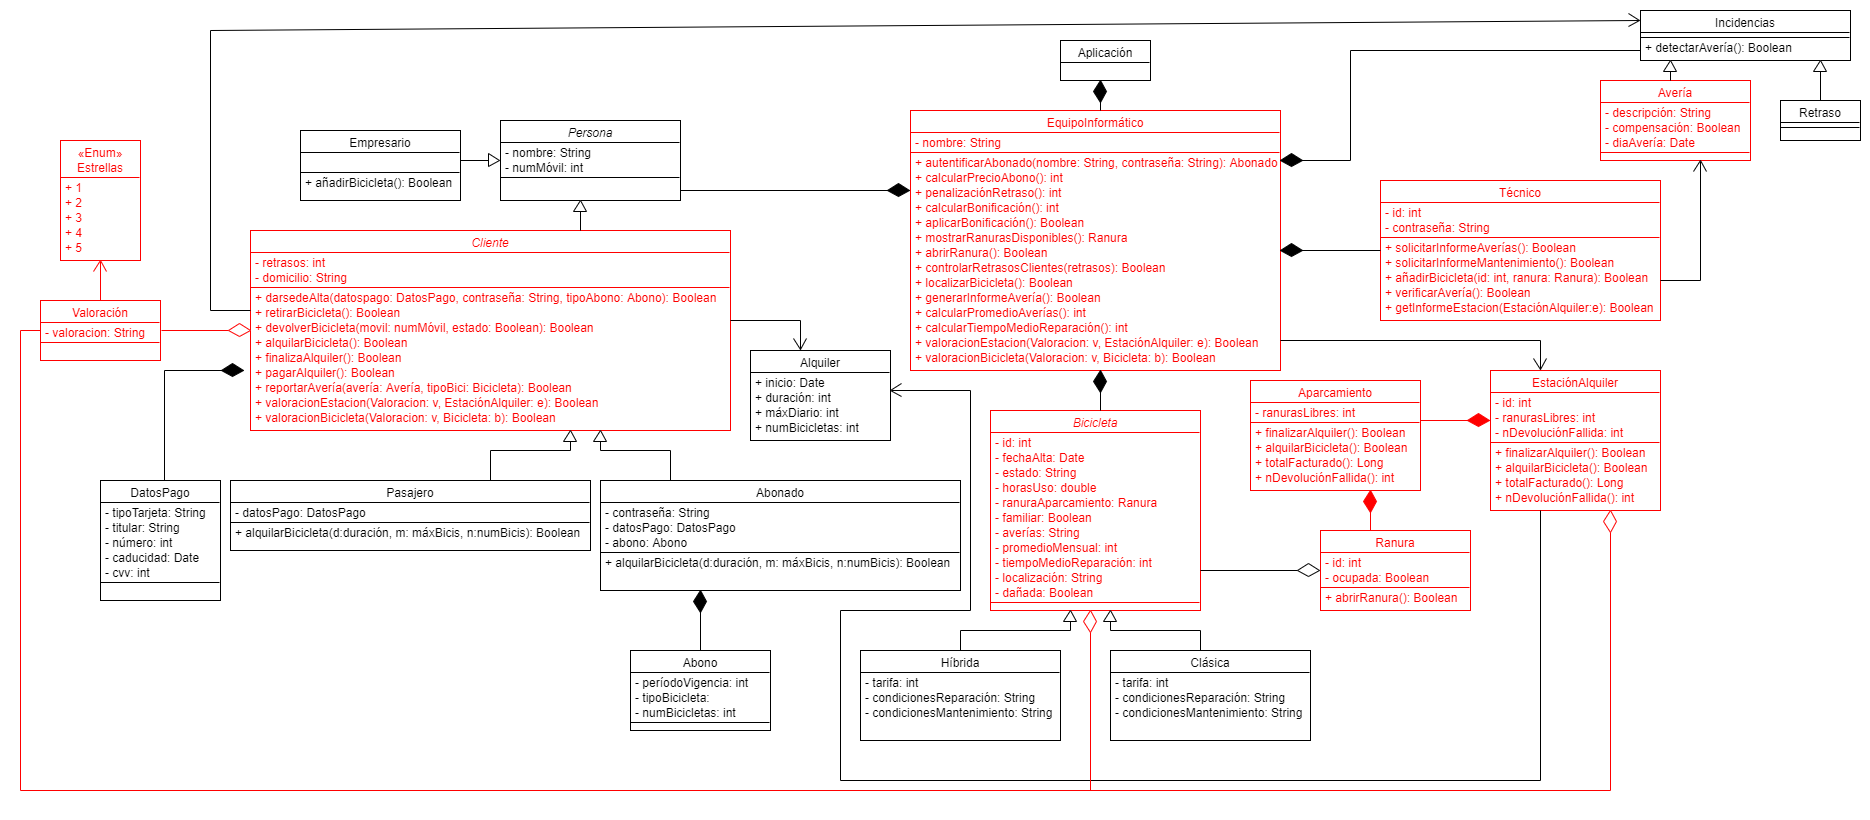 Incidencias
+ detectarAvería(): Boolean
Aplicación
Avería
- descripción: String
- compensación: Boolean
- diaAvería: Date
Retraso
Empresario
+ añadirBicicleta(): Boolean
Persona
- nombre: String
- numMóvil: int
EquipoInformático
- nombre: String
+ autentificarAbonado(nombre: String, contraseña: String): Abonado
+ calcularPrecioAbono(): int
+ penalizaciónRetraso(): int
+ calcularBonificación(): int
+ aplicarBonificación(): Boolean
+ mostrarRanurasDisponibles(): Ranura
+ abrirRanura(): Boolean
+ controlarRetrasosClientes(retrasos): Boolean
+ localizarBicicleta(): Boolean
+ generarInformeAvería(): Boolean
+ calcularPromedioAverías(): int
+ calcularTiempoMedioReparación(): int
+ valoracionEstacion(Valoracion: v, EstaciónAlquiler: e): Boolean
+ valoracionBicicleta(Valoracion: v, Bicicleta: b): Boolean
«Enum»
Estrellas
+ 1
+ 2
+ 3
+ 4
+ 5
Técnico
- id: int
- contraseña: String
+ solicitarInformeAverías(): Boolean
+ solicitarInformeMantenimiento(): Boolean
+ añadirBicicleta(id: int, ranura: Ranura): Boolean
+ verificarAvería(): Boolean
+ getInformeEstacion(EstaciónAlquiler:e): Boolean
Cliente
- retrasos: int
- domicilio: String
+ darsedeAlta(datospago: DatosPago, contraseña: String, tipoAbono: Abono): Boolean
+ retirarBicicleta(): Boolean
+ devolverBicicleta(movil: numMóvil, estado: Boolean): Boolean
+ alquilarBicicleta(): Boolean
+ finalizaAlquiler(): Boolean
+ pagarAlquiler(): Boolean
+ reportarAvería(avería: Avería, tipoBici: Bicicleta): Boolean
+ valoracionEstacion(Valoracion: v, EstaciónAlquiler: e): Boolean
+ valoracionBicicleta(Valoracion: v, Bicicleta: b): Boolean
Valoración
- valoracion: String
Alquiler
+ inicio: Date
+ duración: int
+ máxDiario: int
+ numBicicletas: int
Aparcamiento
- ranurasLibres: int
+ finalizarAlquiler(): Boolean
+ alquilarBicicleta(): Boolean
+ totalFacturado(): Long
+ nDevoluciónFallida(): int
EstaciónAlquiler
- id: int
- ranurasLibres: int
- nDevoluciónFallida: int
+ finalizarAlquiler(): Boolean
+ alquilarBicicleta(): Boolean
+ totalFacturado(): Long
+ nDevoluciónFallida(): int
Bicicleta
- id: int
- fechaAlta: Date
- estado: String
- horasUso: double
- ranuraAparcamiento: Ranura
- familiar: Boolean
- averías: String
- promedioMensual: int
- tiempoMedioReparación: int
- localización: String
- dañada: Boolean
DatosPago
- tipoTarjeta: String
- titular: String
- número: int
- caducidad: Date
- cvv: int
Pasajero
- datosPago: DatosPago
+ alquilarBicicleta(d:duración, m: máxBicis, n:numBicis): Boolean
Abonado
- contraseña: String
- datosPago: DatosPago
- abono: Abono
+ alquilarBicicleta(d:duración, m: máxBicis, n:numBicis): Boolean
Ranura
- id: int
- ocupada: Boolean
+ abrirRanura(): Boolean
Abono
- períodoVigencia: int
- tipoBicicleta:
- numBicicletas: int
Híbrida
- tarifa: int
- condicionesReparación: String
- condicionesMantenimiento: String
Clásica
- tarifa: int
- condicionesReparación: String
- condicionesMantenimiento: String